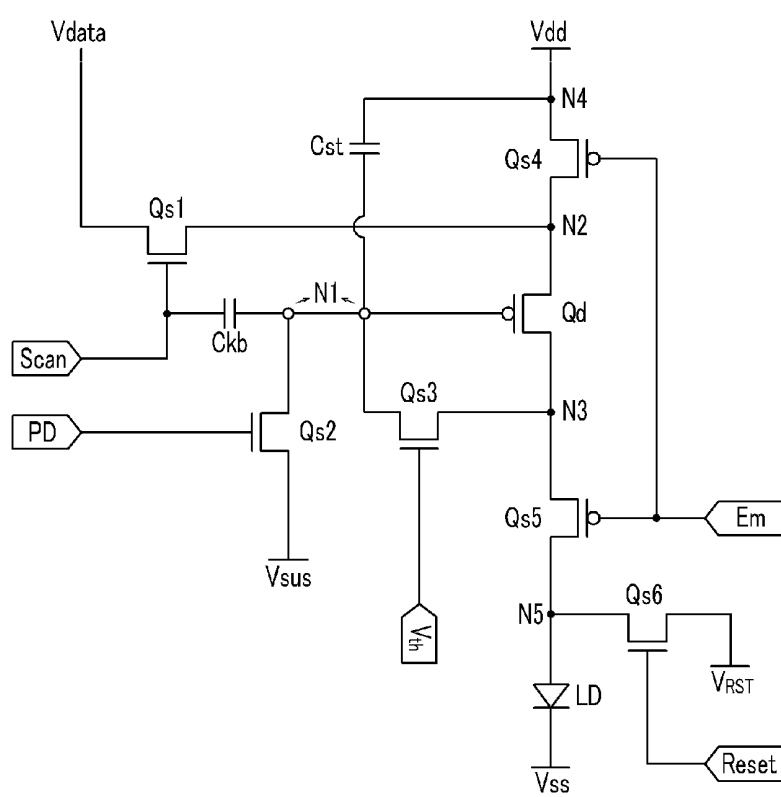 Vdata
Vdd
N4
Cst
Qs4
Qs1
N2
N1
Qd
Ckb
Scan
Qs3
N3
PD
Qs2
Qs5
Em
Vsus
Qs6
N5
Vth
VRST
LD
Vss
Reset